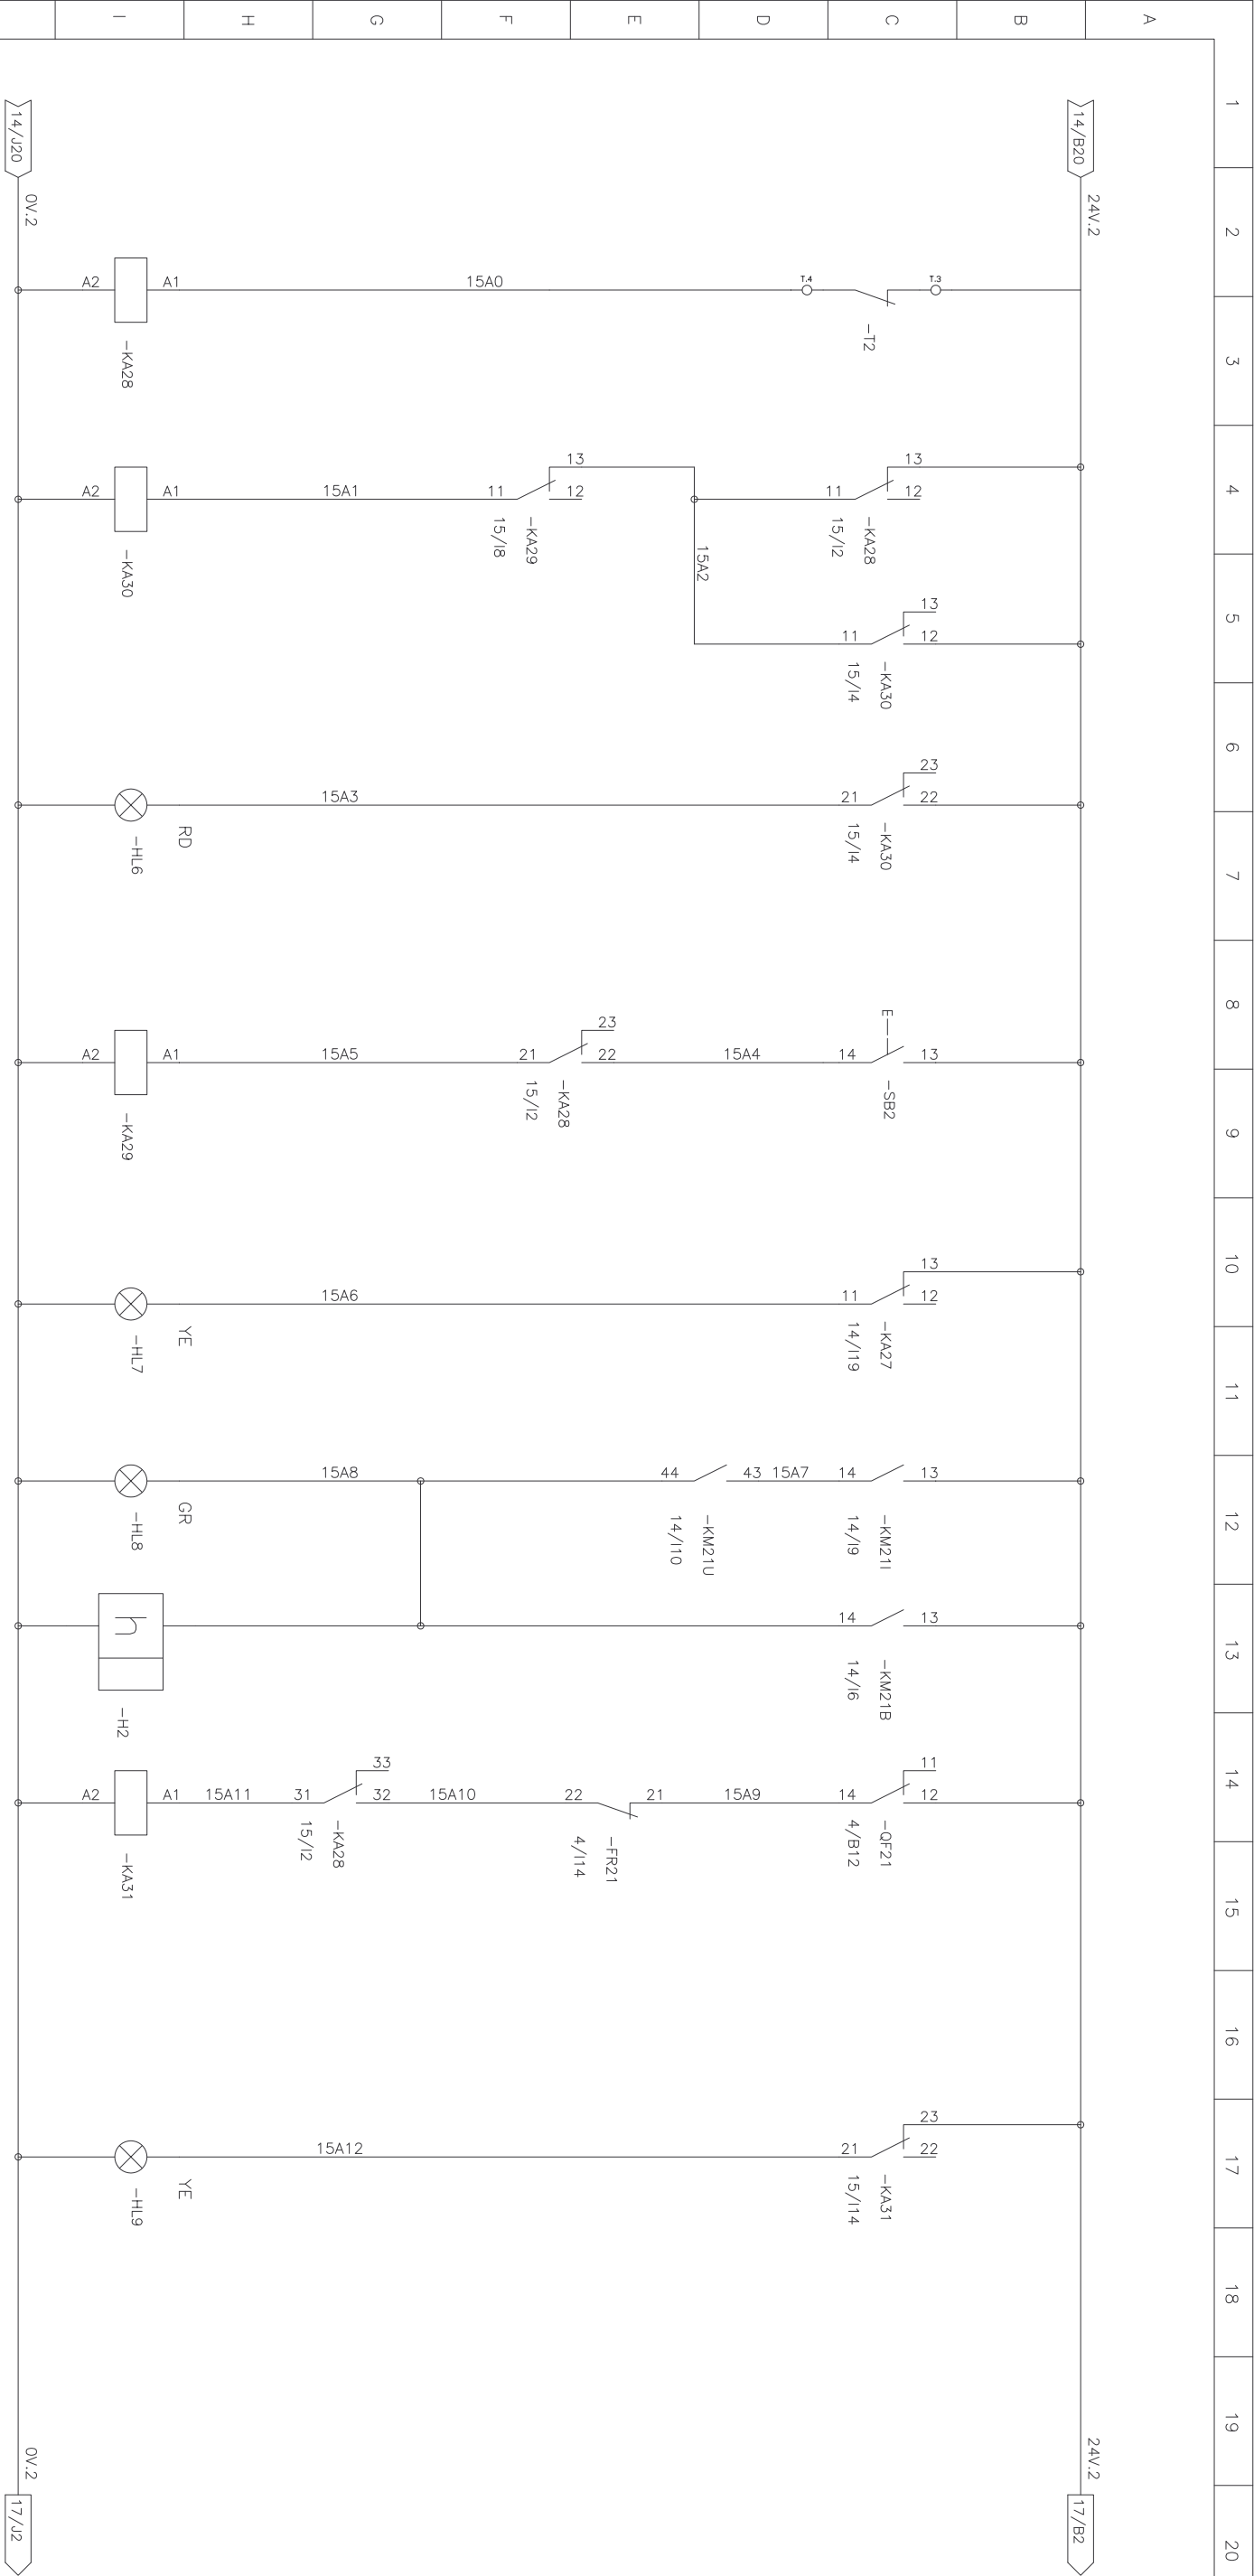 1 2 3 4 5 6 7 8 9 10 11 12 13 14 15 16 17 18 19 20
A
B
C
D
E
F
G
H
I
14/B20
24V.2
24V.2
17/B2
T.3
-T2
T.4
15A0
A1
A2
-KA28
13
12
11
-KA28
15/I2
15A2
13
12
11
-KA29
15/I8
15A1
A1
A2
-KA30
13
12
11
-KA30
15/I4
23
22
21
-KA30
15/I4
15A3
RD
-HL6
E
13
14
-SB2
15A4
23
22
21
-KA28
15/I2
15A5
A1
A2
-KA29
13
12
11
-KA27
14/I19
15A6
YE
-HL7
13
14
-KM21I
14/I9
15A7
43
44
-KM21U
14/I10
15A8
GR
-HL8
13
14
-KM21B
14/I6
h
-H2
11
12
14
-QF21
4/B12
15A9
21
22
-FR21
4/I14
15A10
33
32
31
-KA28
15/I2
15A11
A1
A2
-KA31
23
22
21
-KA31
15/I14
15A12
YE
-HL9
14/J20
0V.2
0V.2
17/J2